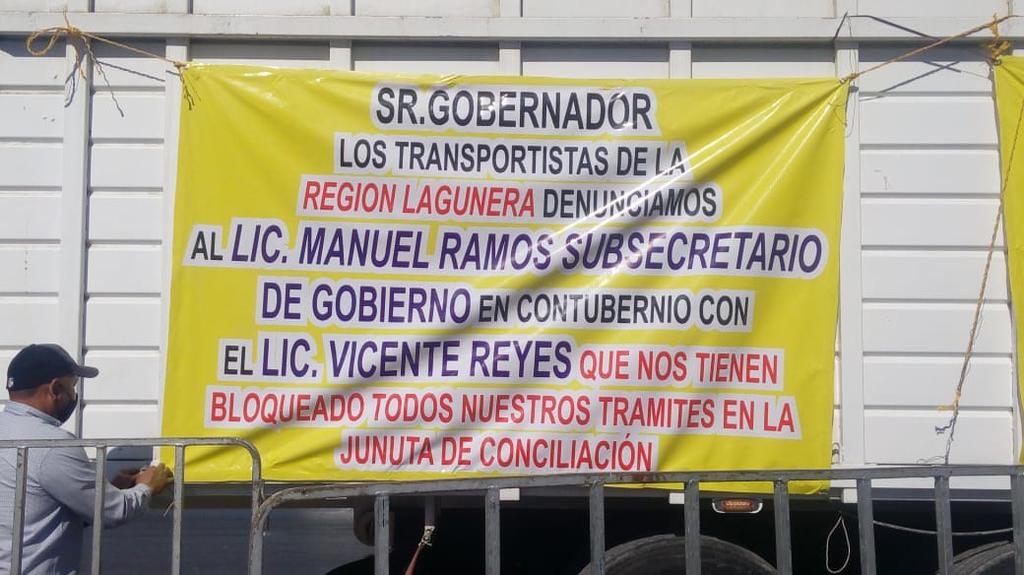 SR.GOBERNADOR
LOS TRANSPORTISTAS DE LA
REGION LAGUNERA DENUNCIAMOS
AL LIC. MANUEL RAMOS SUBSECRETARIO
DE GOBIERNO EN CONTUBERNIO CON
EL LIC. VICENTE REYES QUE NOS TIENEN
BLOQUEADO TODOS NUESTROS TRAMITES EN LA
JUNUTA DE CONCILIACIÓN